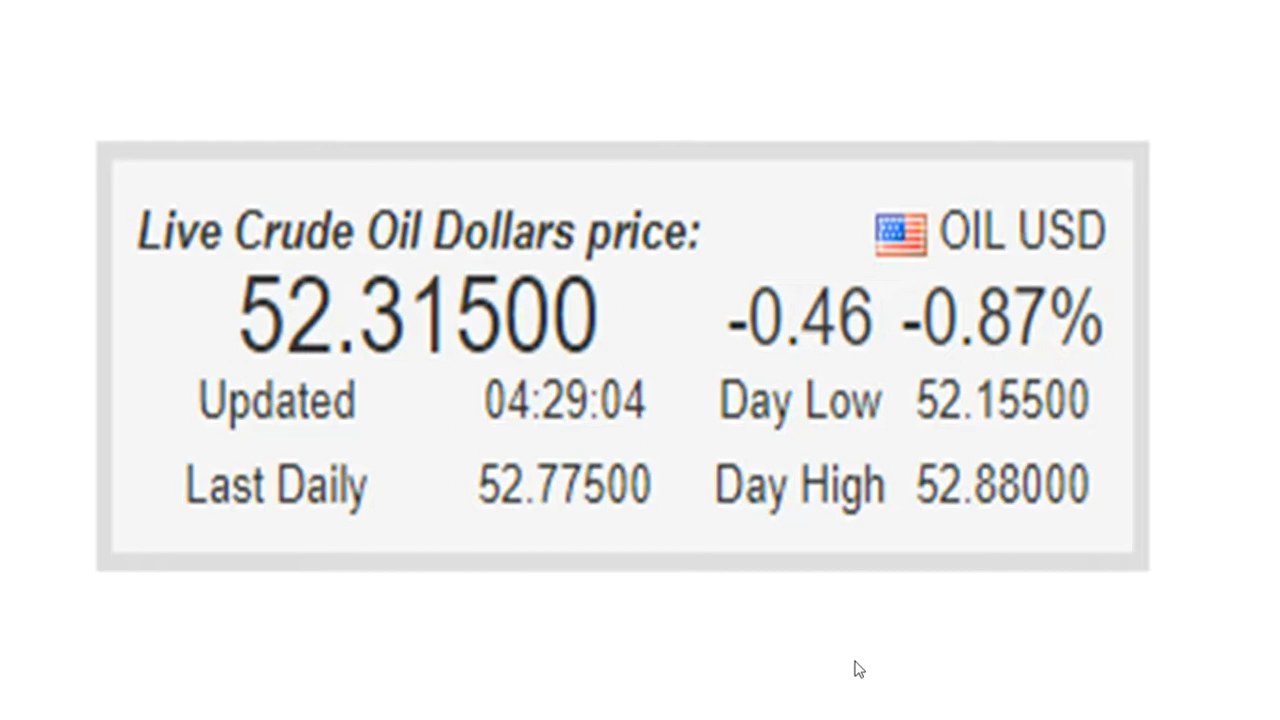 Live Crude Oil Dollars price: OIL USD
52.31500 -0.46 -0.87%
Updated 04:29:04 Day Low 52.15500
Last Daily 52.77500 Day High 52.88000